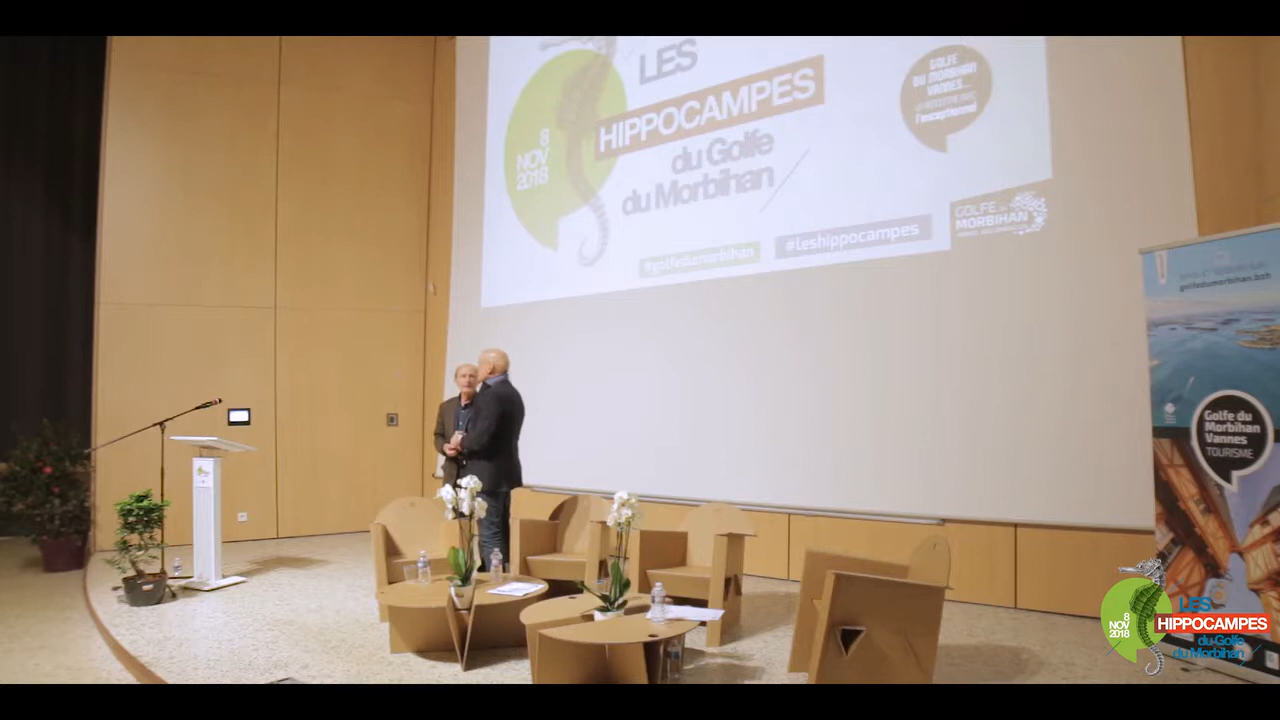 LES
HIPPOCAMPES
du Golfe
du Morbihan
8
NOV
2018
GOLFE
DU MORBIHAN
VANNES...
l'exceptionnel
#golfedumorbihan
#leshippocampes
GOLFE DU
MORBIHAN
golfedumorbihan.bzh
Golfe du
Morbihan
Vannes
TOURISME
8
NOV
2018
LES
HIPPOCAMPES
du Golfe
du Morbihan